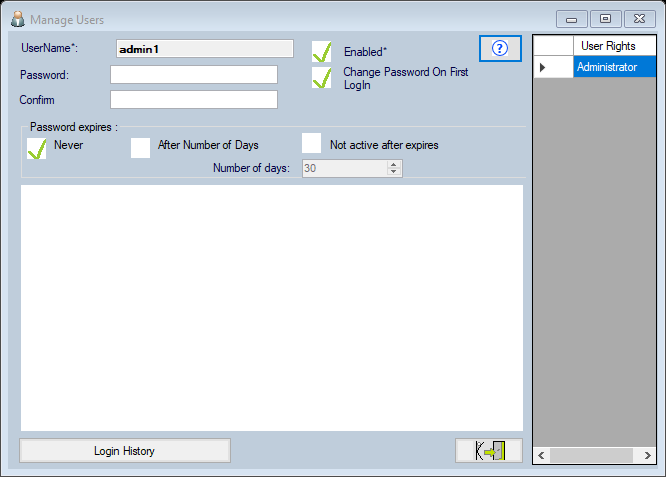 Manage Users
UserName*:
admin1
Enabled*
User Rights
Password:
Change Password On First
LogIn
Administrator
Confirm
Password expires :
Never
After Number of Days
Not active after expires
Number of days:
30
Login History